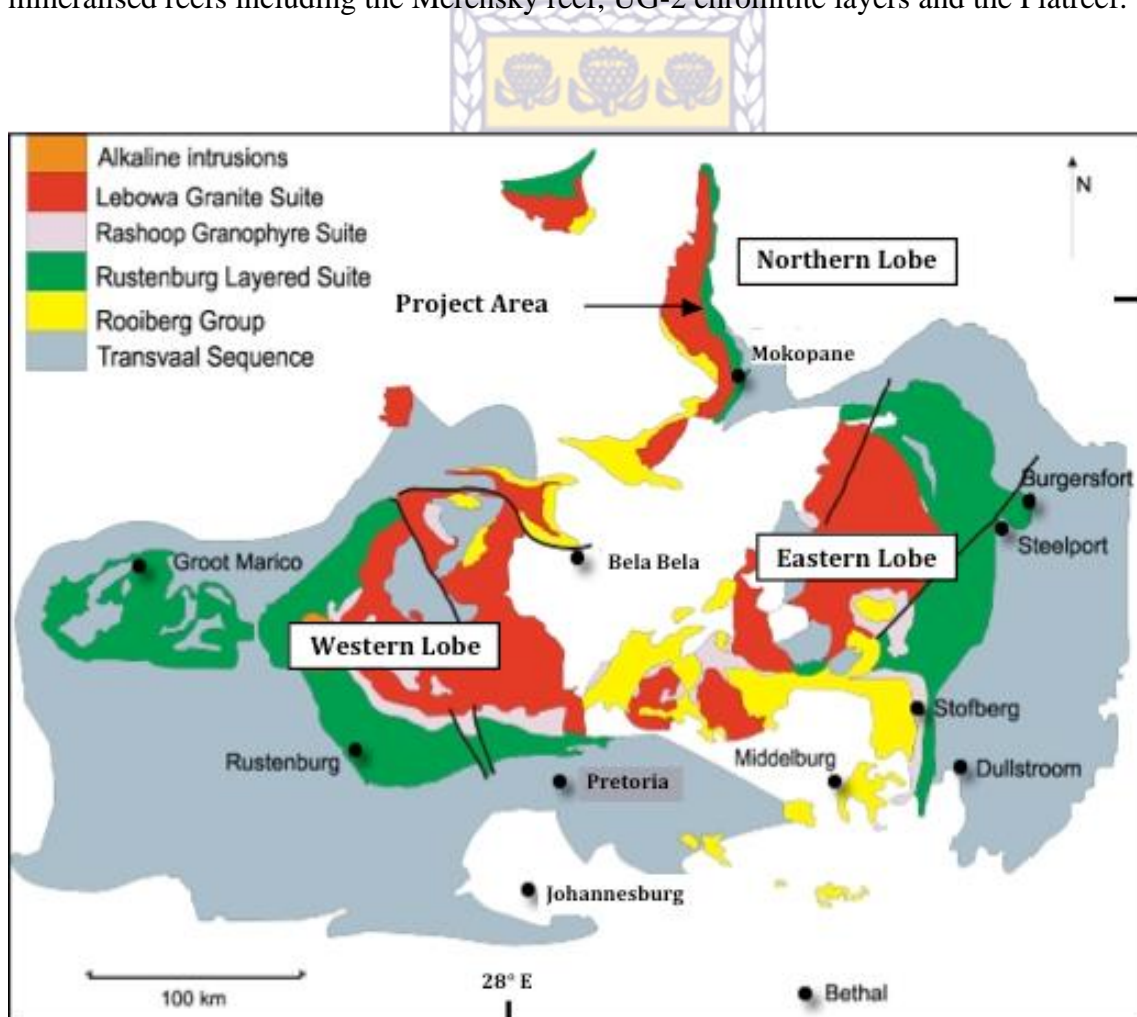 mineralised reefs including the Merensky reef, UG-2 chromitite layers and the Platreef.
Alkaline intrusions
Lebowa Granite Suite
Rashoop Granophyre Suite
Rustenburg Layered Suite
Rooiberg Group
Transvaal Sequence
N
Northern Lobe
Project Area
Mokopane
Burgersfort
Steelport
Groot Marico
Bela Bela
Eastern Lobe
Western Lobe
Stofberg
Rustenburg
Middelburg
Dullstroom
Pretoria
Johannesburg
100 km
28° E
Bethal